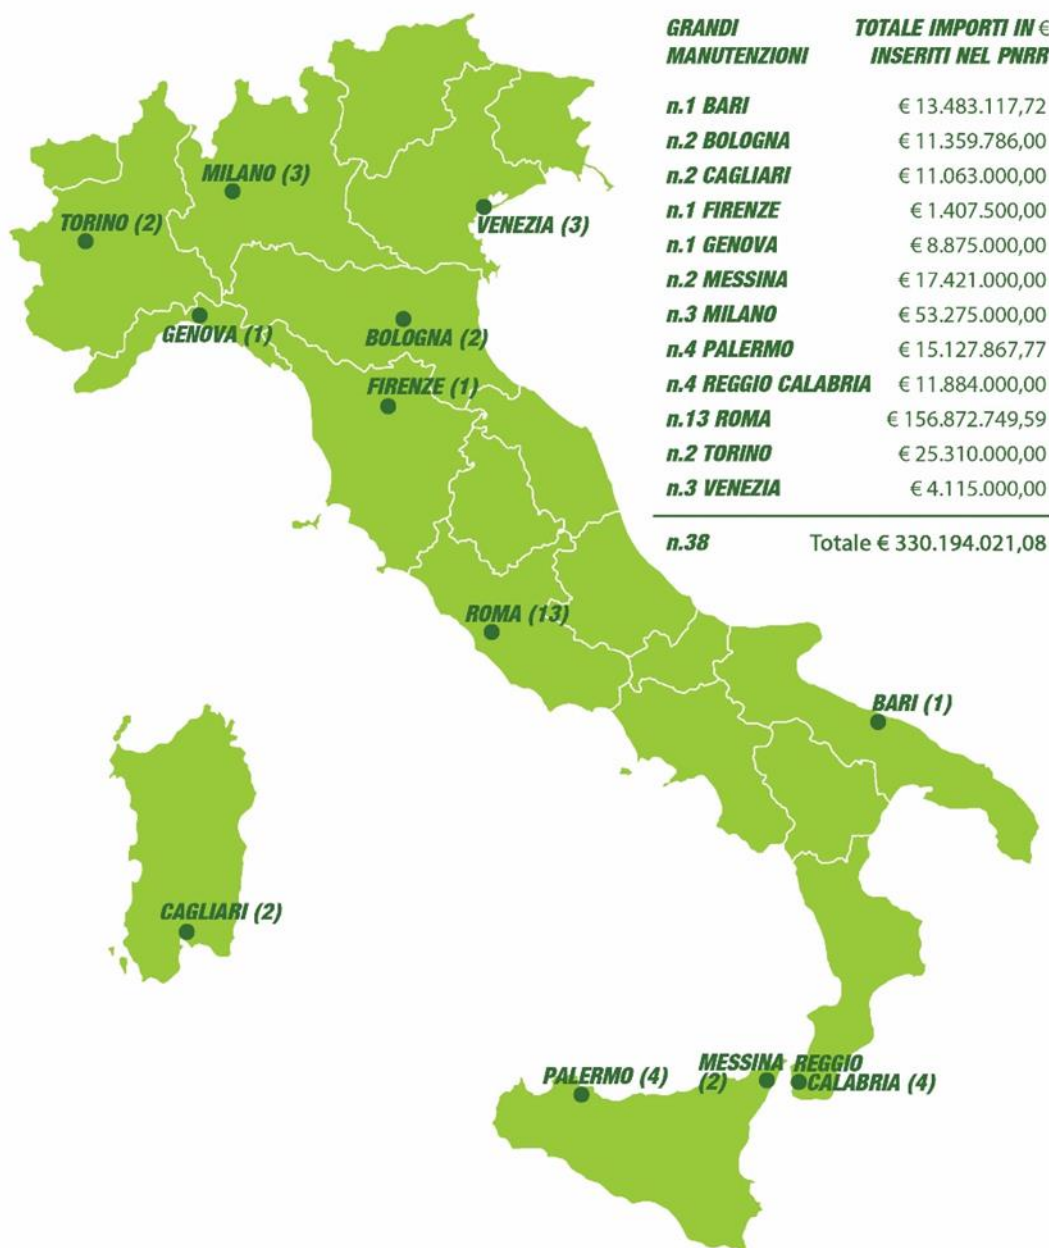 GRANDI TOTALE IMPORTI IN €
MANUTENZIONI INSERITI NEL PNRR
n.1 BARI € 13.483.117,72
n.2 BOLOGNA € 11.359.786,00
n.2 CAGLIARI € 11.063.000,00
n.1 FIRENZE € 1.407.500,00
n.1 GENOVA € 8.875.000,00
n.2 MESSINA € 17.421.000,00
n.3 MILANO € 53.275.000,00
n.4 PALERMO € 15.127.867,77
n.4 REGGIO CALABRIA € 11.884.000,00
n.13 ROMA € 156.872.749,59
n.2 TORINO € 25.310.000,00
n.3 VENEZIA € 4.115.000,00
n.38 Totale € 330.194.021,08
MILANO (3)
TORINO (2)
VENEZIA (3)
GENOVA (1)
BOLOGNA (2)
FIRENZE (1)
ROMA (13)
BARI (1)
CAGLIARI (2)
PALERMO (4)
MESSINA
(2)
REGGIO
CALABRIA (4)